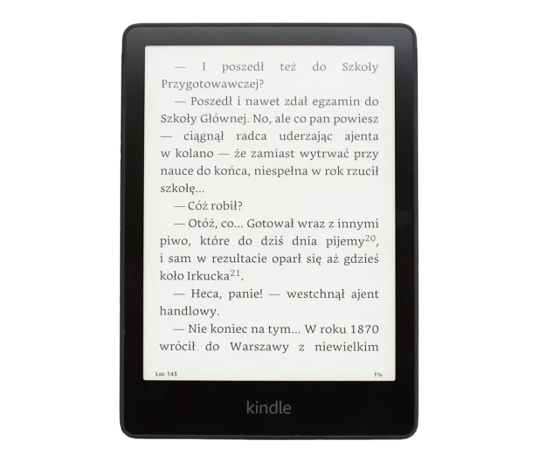 — I poszedł też do Szkoły
Przygotowawczej?
— Poszedł i nawet zdał egzamin do
Szkoły Głównej. No, ale co pan powiesz
— ciągnął radca uderzając ajenta
w kolano — że zamiast wytrwać przy
nauce do końca, niespełna w rok rzucił
szkołę...
— Cóż robił?
— Otóż, co... Gotował wraz z innymi
piwo, które do dziś dnia pijemy²⁰,
i sam w rezultacie oparł się aż gdzieś
koło Irkucka²¹.
— Heca, panie! — westchnął ajent
handlowy.
— Nie koniec na tym... W roku 1870
wrócił do Warszawy z niewielkim
Loc 143 1%
kindle